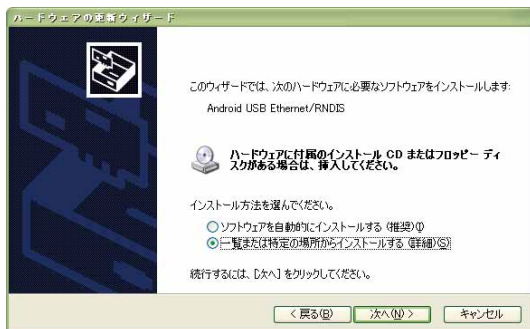 ハードウェアの更新ウィザード
このウィザードでは、次のハードウェアに必要なソフトウェアをインストールします:
Android USB Ethernet/RNDIS
ハードウェアに付属のインストール CD またはフロッピー ディ
スクがある場合は、挿入してください。
インストール方法を選んでください。
ソフトウェアを自動的にインストールする (推奨)(I)
一覧または特定の場所からインストールする (詳細)(S)
続行するには、[次へ] をクリックしてください。
< 戻る(B) 次へ(N) > キャンセル